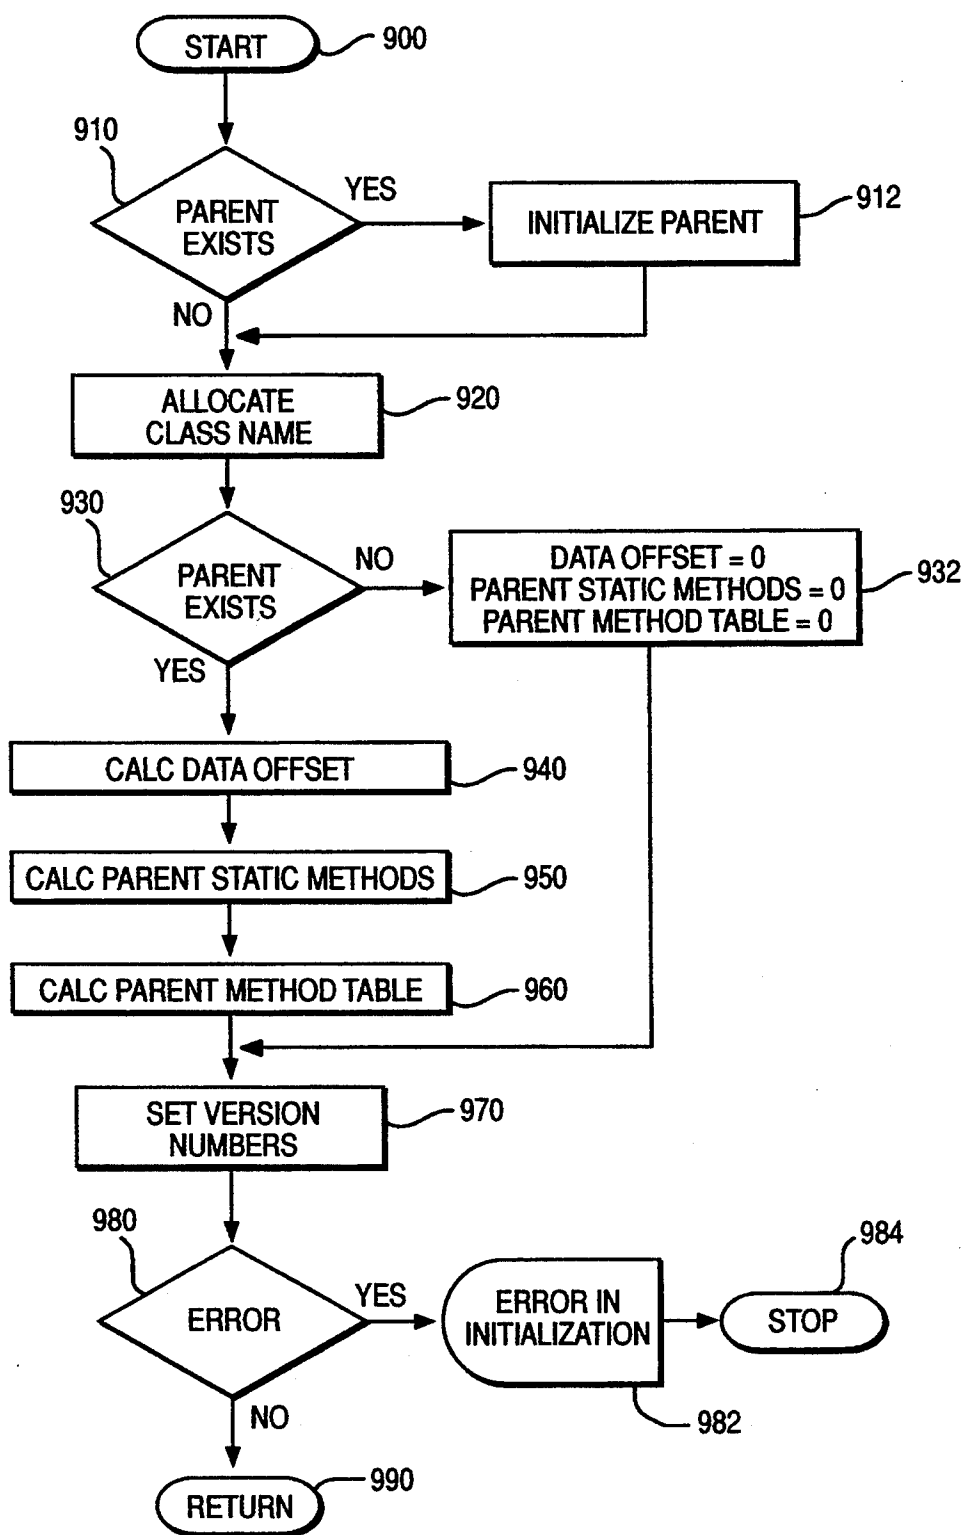 START
900
910
PARENT
EXISTS
YES
INITIALIZE PARENT
912
NO
ALLOCATE
CLASS NAME
920
930
PARENT
EXISTS
NO
DATA OFFSET = 0
PARENT STATIC METHODS = 0
PARENT METHOD TABLE = 0
932
YES
CALC DATA OFFSET
940
CALC PARENT STATIC METHODS
950
CALC PARENT METHOD TABLE
960
SET VERSION
NUMBERS
970
980
ERROR
YES
ERROR IN
INITIALIZATION
982
984
STOP
NO
RETURN
990